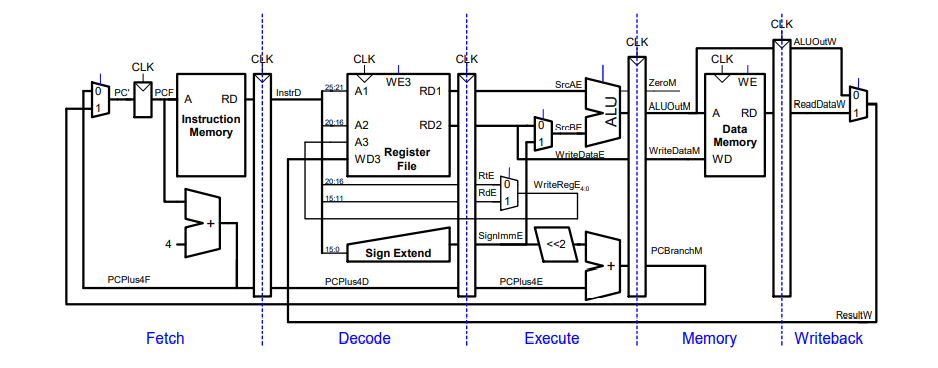 CLK
CLK
CLK
CLK
CLK
CLK
CLK
ALUOutW
0
1
PC'
PCF
A
RD
Instruction
Memory
InstrD
25:21
A1
WE3
RD1
20:16
A2
RD2
A3
WD3
Register
File
SrcAE
0
1
SrcBE
ALU
ZeroM
ALUOutM
WriteDataE
WriteDataM
WE
A
RD
Data
Memory
WD
ReadDataW
0
1
20:16
15:11
RtE
RdE
0
1
WriteRegE4:0
4
+
15:0
Sign Extend
SignImmE
<<2
+
PCBranchM
PCPlus4F
PCPlus4D
PCPlus4E
ResultW
Fetch
Decode
Execute
Memory
Writeback